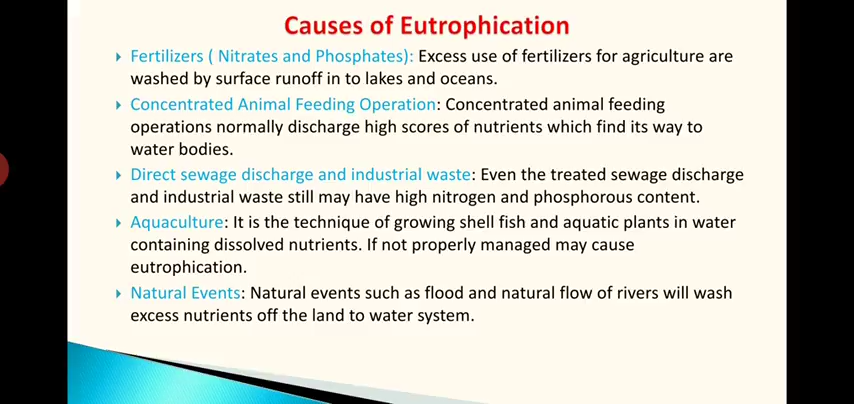 Causes of Eutrophication
Fertilizers ( Nitrates and Phosphates): Excess use of fertilizers for agriculture are
washed by surface runoff in to lakes and oceans.
Concentrated Animal Feeding Operation: Concentrated animal feeding
operations normally discharge high scores of nutrients which find its way to
water bodies.
Direct sewage discharge and industrial waste: Even the treated sewage discharge
and industrial waste still may have high nitrogen and phosphorous content.
Aquaculture: It is the technique of growing shell fish and aquatic plants in water
containing dissolved nutrients. If not properly managed may cause
eutrophication.
Natural Events: Natural events such as flood and natural flow of rivers will wash
excess nutrients off the land to water system.